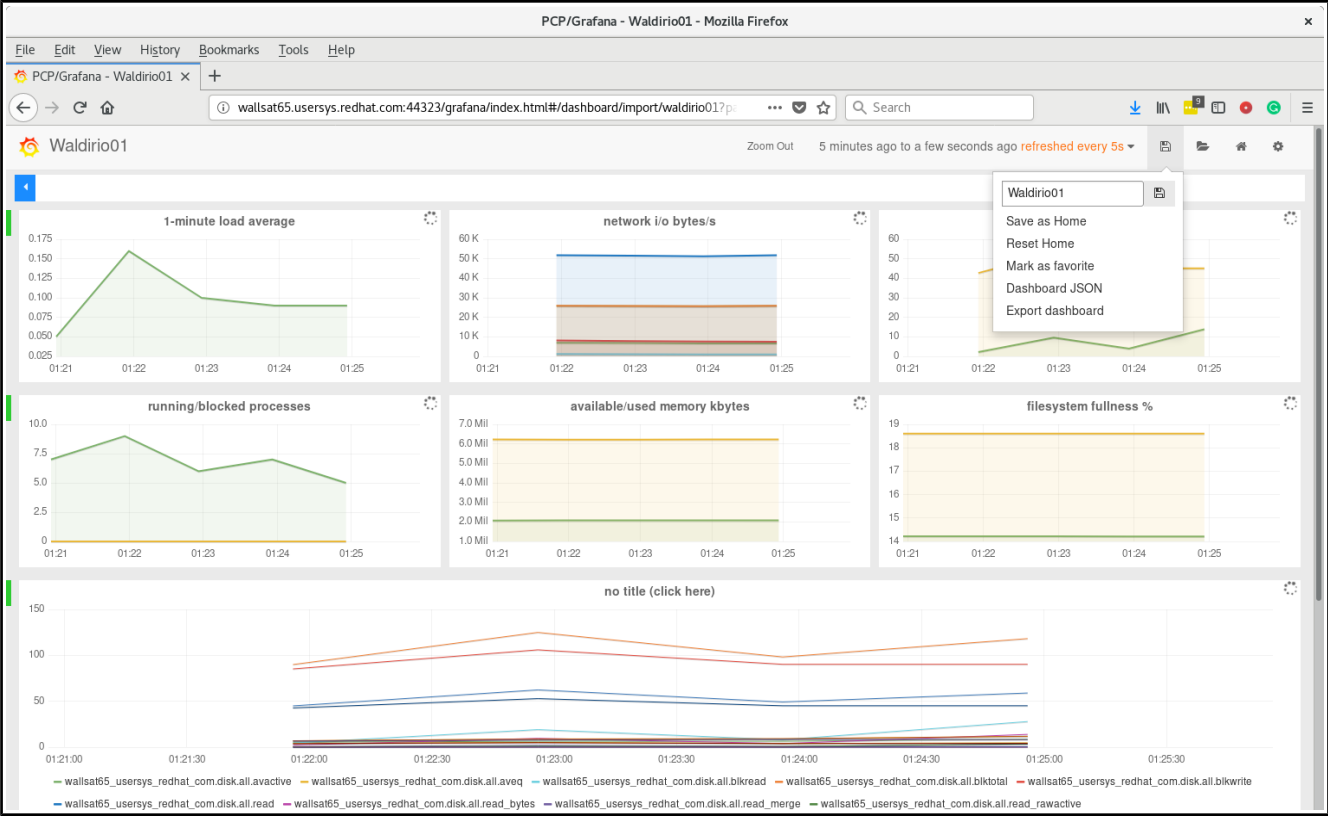 PCP/Grafana - Waldirio01 - Mozilla Firefox
File Edit View History Bookmarks Tools Help
PCP/Grafana - Waldirio01
wallsat65.usersys.redhat.com:44323/grafana/index.html#/dashboard/import/waldirio01?pa
Search
9
Waldirio01
Zoom Out
5 minutes ago to a few seconds ago refreshed every 5s
Waldirio01
Save as Home
Reset Home
Mark as favorite
Dashboard JSON
Export dashboard
1-minute load average
0.175
0.150
0.125
0.100
0.075
0.050
0.025
01:21 01:22 01:23 01:24 01:25
network i/o bytes/s
60 K
50 K
40 K
30 K
20 K
10 K
0
01:21 01:22 01:23 01:24 01:25
60
50
40
30
20
10
0
01:21 01:22 01:23 01:24 01:25
running/blocked processes
10.0
7.5
5.0
2.5
0
01:21 01:22 01:23 01:24 01:25
available/used memory kbytes
7.0 Mil
6.0 Mil
5.0 Mil
4.0 Mil
3.0 Mil
2.0 Mil
1.0 Mil
01:21 01:22 01:23 01:24 01:25
filesystem fullness %
19
18
17
16
15
14
01:21 01:22 01:23 01:24 01:25
no title (click here)
150
100
50
0
01:21:00 01:21:30 01:22:00 01:22:30 01:23:00 01:23:30 01:24:00 01:24:30 01:25:00 01:25:30
wallsat65_usersys_redhat_com.disk.all.avactive wallsat65_usersys_redhat_com.disk.all.aveq wallsat65_usersys_redhat_com.disk.all.blkread wallsat65_usersys_redhat_com.disk.all.blktotal wallsat65_usersys_redhat_com.disk.all.blkwrite
wallsat65_usersys_redhat_com.disk.all.read wallsat65_usersys_redhat_com.disk.all.read_bytes wallsat65_usersys_redhat_com.disk.all.read_merge wallsat65_usersys_redhat_com.disk.all.read_rawactive